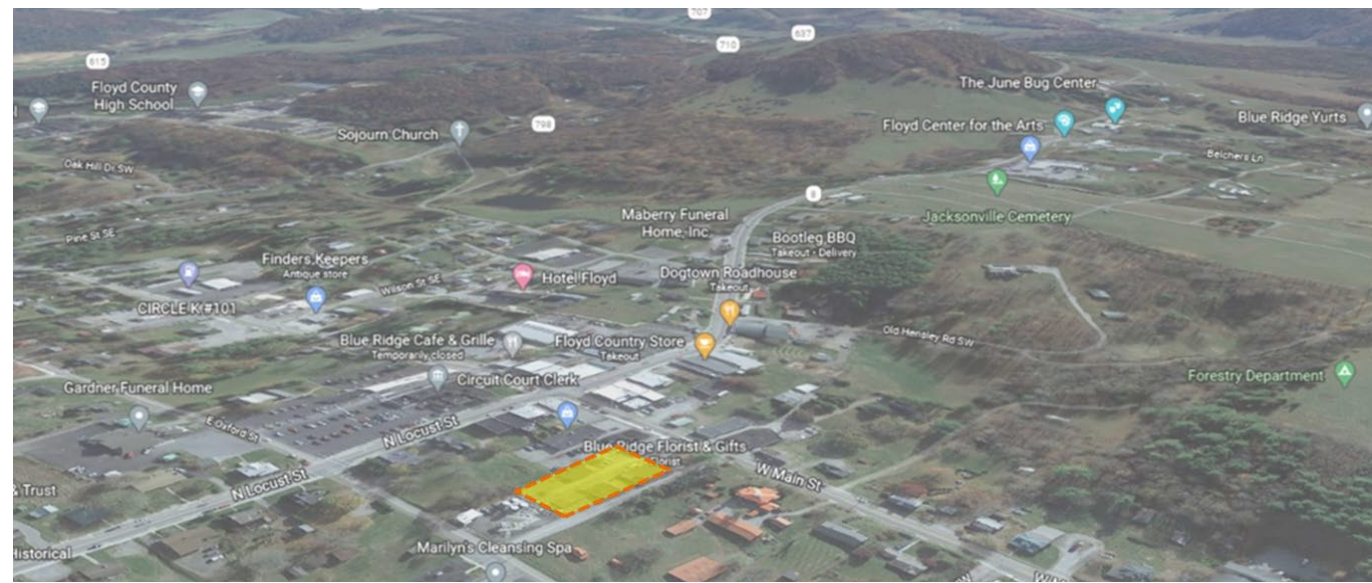 707
637
710
615
Floyd County
High School
The June Bug Center
Sojourn Church
798
Floyd Center for the Arts
Blue Ridge Yurts
Oak Hill Dr SW
Belchers Ln
8
Jacksonville Cemetery
Maberry Funeral
Home, Inc.
Pine St SE
Bootleg BBQ
Takeout • Delivery
Finders Keepers
Antique store
Wilson St SE
Hotel Floyd
Dogtown Roadhouse
Takeout
CIRCLE K #101
Blue Ridge Cafe & Grille
Temporarily closed
Floyd Country Store
Takeout
Old Hensley Rd SW
Gardner Funeral Home
Circuit Court Clerk
Forestry Department
E Oxford St
N Locust St
Blue Ridge Florist & Gifts
Florist
W Main St
N Locust St
& Trust
Historical
Marilyn's Cleansing Spa